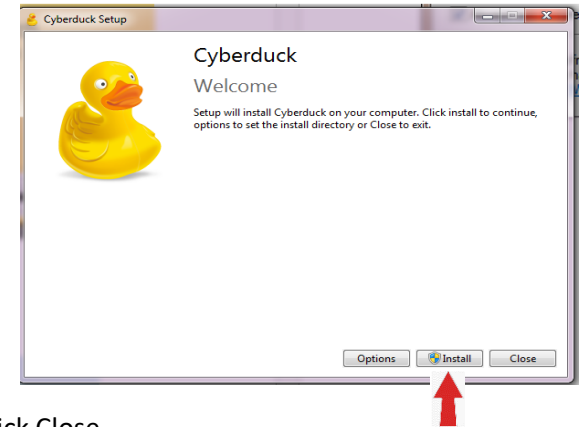 Cyberduck Setup
Cyberduck
Welcome
Setup will install Cyberduck on your computer. Click install to continue,
options to set the install directory or Close to exit.
Options Install Close
Close